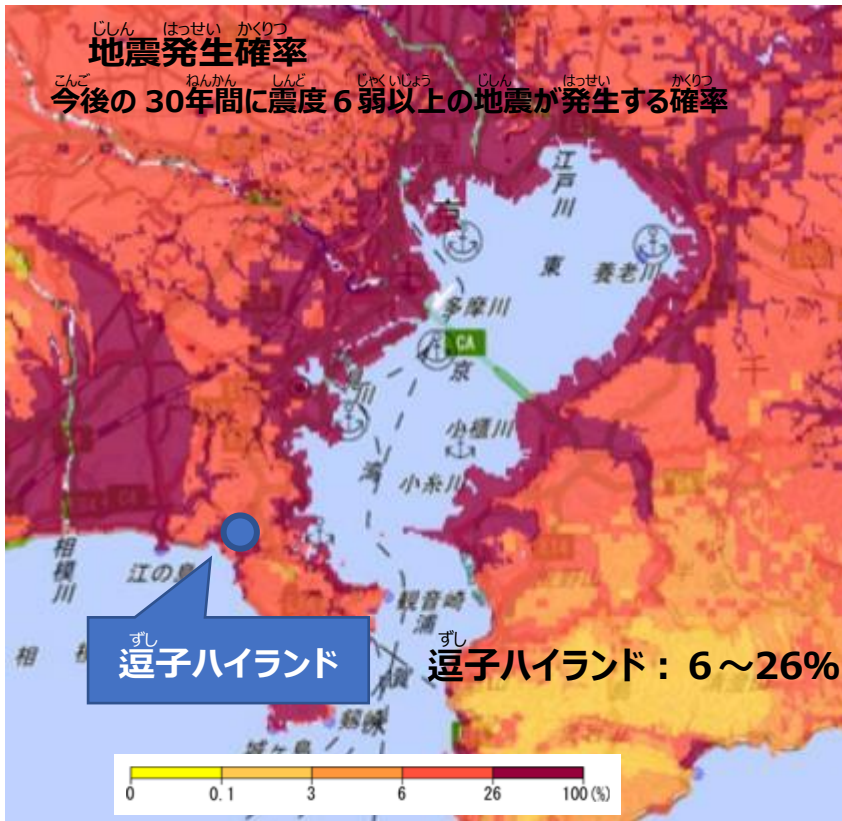 じしん はっせい かくりつ
地震発生確率
こんご ねんかん しんど じゃくいじょう じしん はっせい かくりつ
今後の 30年間に震度６弱以上の地震が発生する確率
江戸川
京
東
養老川
多摩川
CA
京
小櫃川
湾
小糸川
相模川
江の島
観音崎
浦
相
ずし
逗子ハイランド
ずし
逗子ハイランド：６～26%
城ヶ島
0 0.1 3 6 26 100(%)